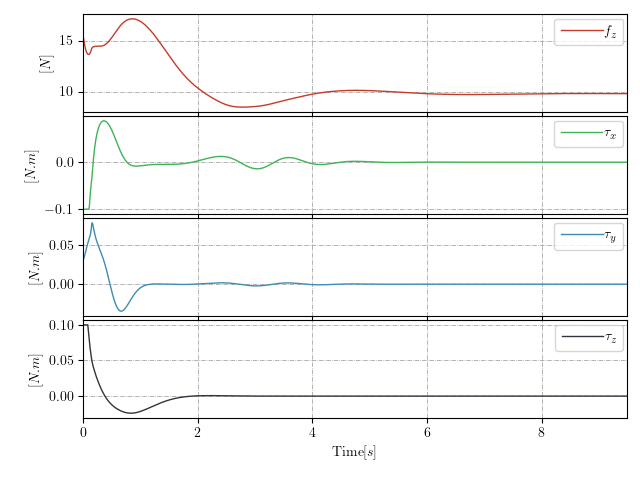 15
10
[N]
f_z
0.0
−0.1
[N.m]
τ_x
0.05
0.00
[N.m]
τ_y
0.10
0.05
0.00
[N.m]
τ_z
0 2 4 6 8
Time[s]